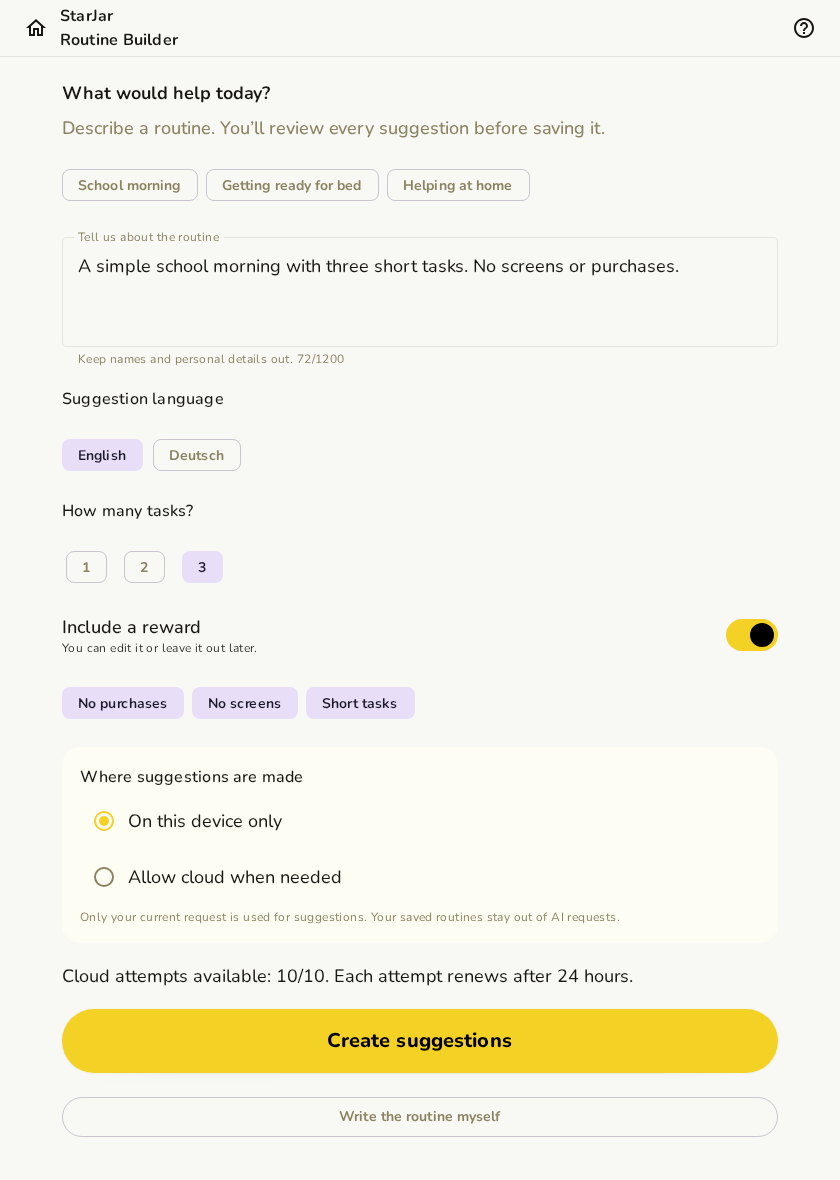 StarJar
Routine Builder
What would help today?
Describe a routine. You’ll review every suggestion before saving it.
School morning
Getting ready for bed
Helping at home
Tell us about the routine
A simple school morning with three short tasks. No screens or purchases.
Keep names and personal details out. 72/1200
Suggestion language
English
Deutsch
How many tasks?
1
2
3
Include a reward
You can edit it or leave it out later.
No purchases
No screens
Short tasks
Where suggestions are made
On this device only
Allow cloud when needed
Only your current request is used for suggestions. Your saved routines stay out of AI requests.
Cloud attempts available: 10/10. Each attempt renews after 24 hours.
Create suggestions
Write the routine myself